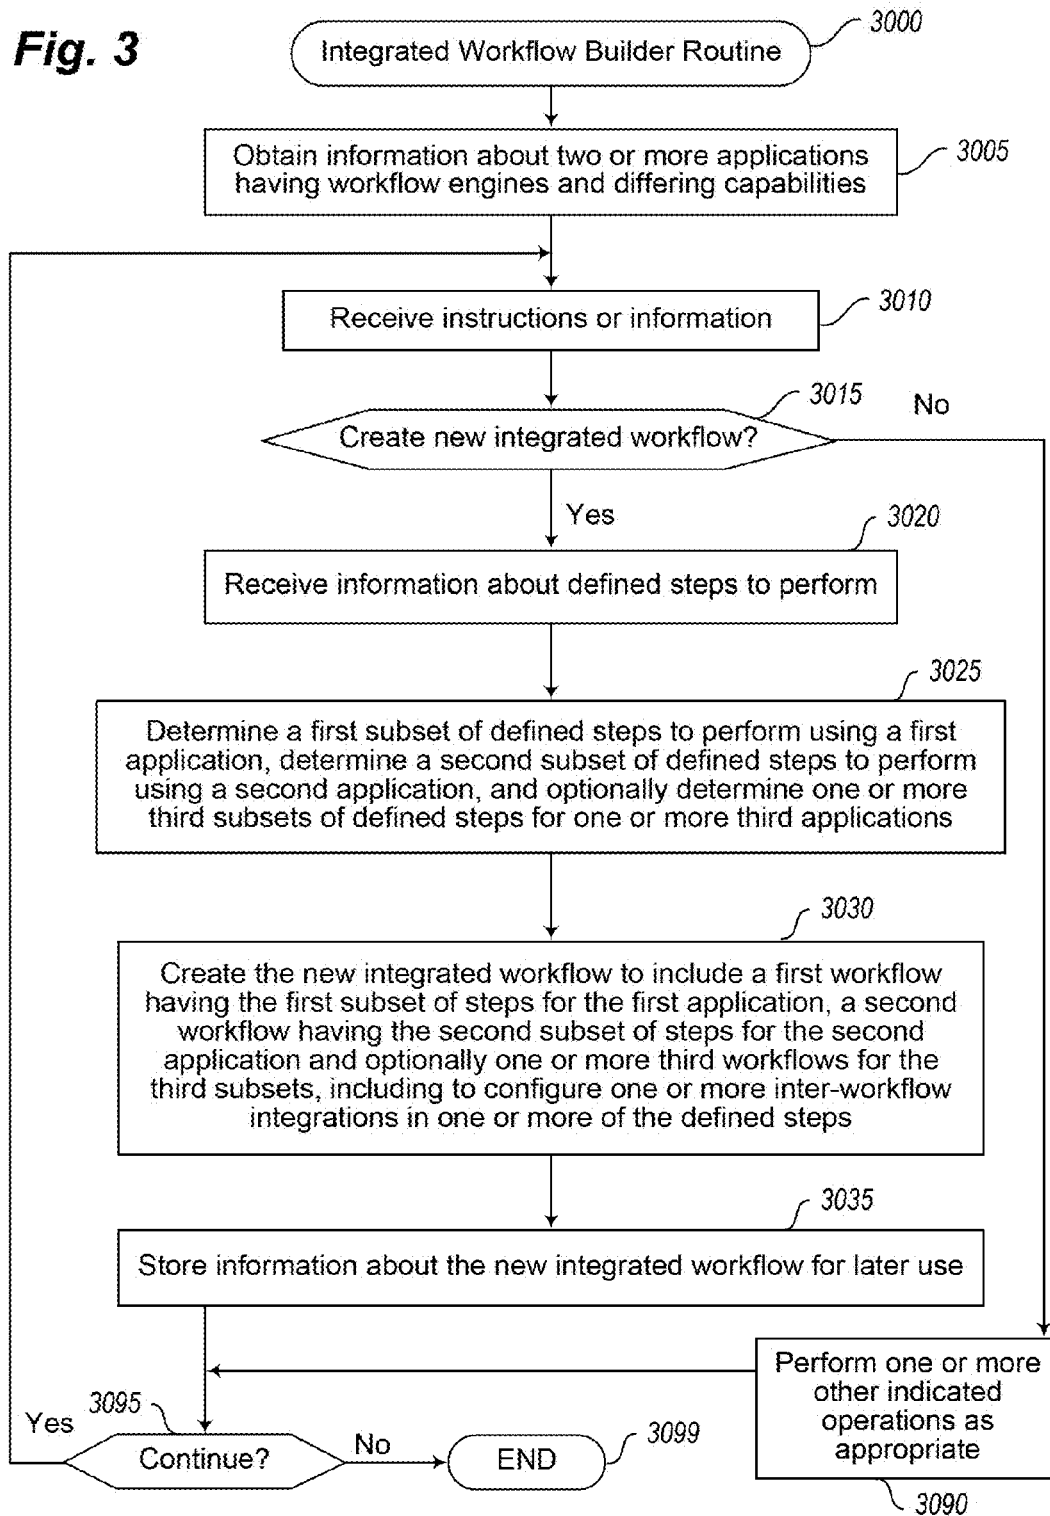 Fig. 3
3000
Integrated Workflow Builder Routine
3005
Obtain information about two or more applications
having workflow engines and differing capabilities
3010
Receive instructions or information
3015
No
Create new integrated workflow?
Yes
3020
Receive information about defined steps to perform
3025
Determine a first subset of defined steps to perform using a first
application, determine a second subset of defined steps to perform
using a second application, and optionally determine one or more
third subsets of defined steps for one or more third applications
3030
Create the new integrated workflow to include a first workflow
having the first subset of steps for the first application, a second
workflow having the second subset of steps for the second
application and optionally one or more third workflows for the
third subsets, including to configure one or more inter-workflow
integrations in one or more of the defined steps
3035
Store information about the new integrated workflow for later use
Perform one or more
other indicated
operations as
appropriate
3090
3095
Yes
Continue?
No
END
3099